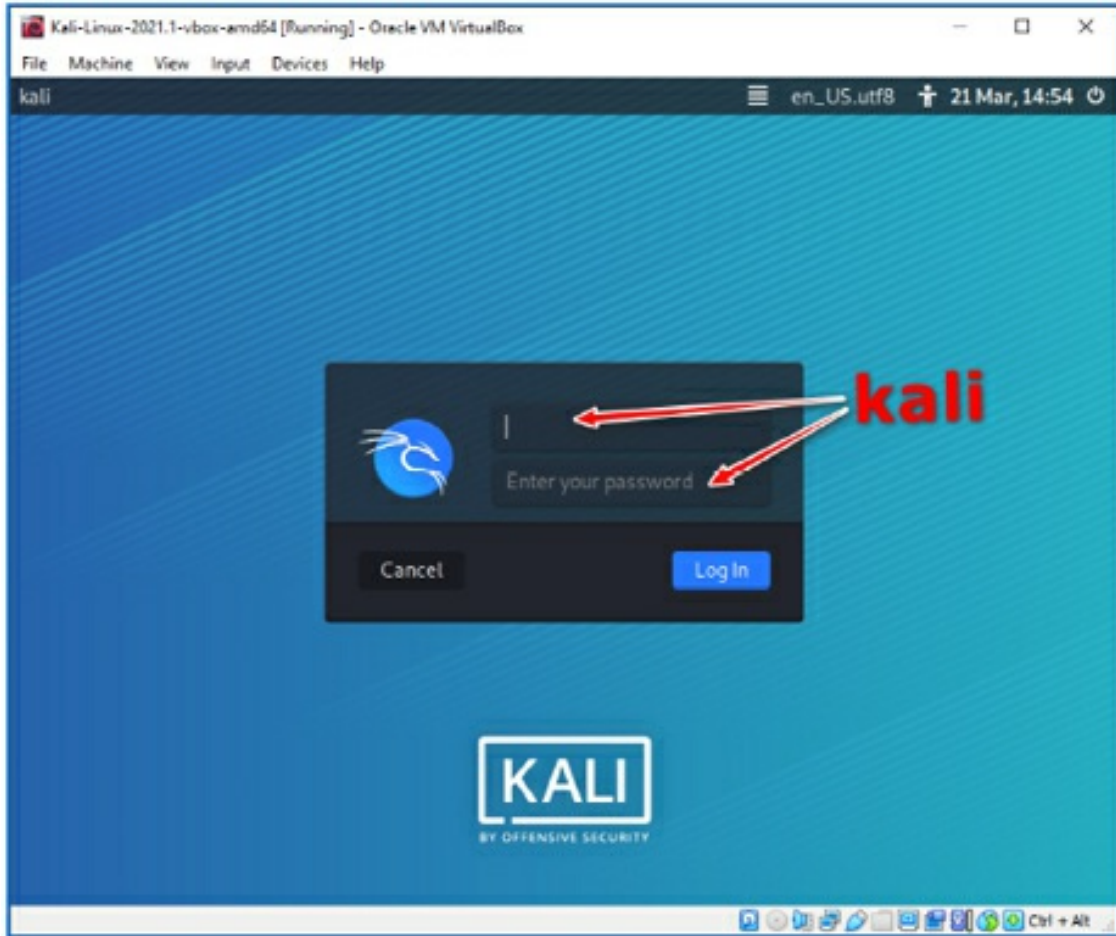 Kali-Linux-2021.1-vbox-amd64 [Running] - Oracle VM VirtualBox
File Machine View Input Devices Help
kali en_US.utf8 21 Mar, 14:54
kali
Enter your password
Cancel Log In
KALI
BY OFFENSIVE SECURITY
Ctrl + Alt